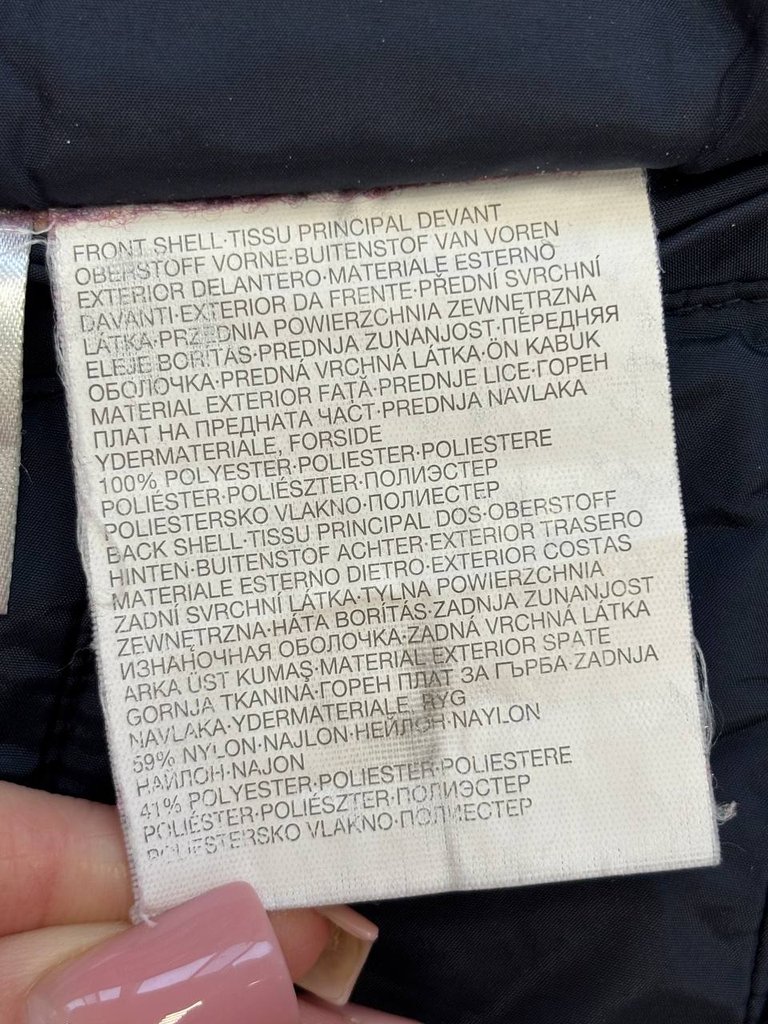 FRONT SHELL·TISSU PRINCIPAL DEVANT
OBERSTOFF VORNE·BUITENSTOF VAN VOREN
EXTERIOR DELANTERO·MATERIALE ESTERNO
DAVANTI·EXTERIOR DA FRENTE·PŘEDNÍ SVRCHNÍ
LÁTKA·PRZEDNIA POWIERZCHNIA ZEWNĘTRZNA
ELEJE BORÍTÁS·PREDNJA ZUNANJOST·ПЕРЕДНЯЯ
ОБОЛОЧКА·PREDNÁ VRCHNÁ LÁTKA·ÖN KABUK
MATERIAL EXTERIOR FAȚĂ·PREDNJE LICE·ГОРЕН
ПЛАТ НА ПРЕДНАТА ЧАСТ·PREDNJA NAVLAKA
YDERMATERIALE, FORSIDE
100% POLYESTER·POLIESTER·POLIESTERE
POLIÉSTER·POLIÉSZTER·ПОЛИЭСТЕР
POLIESTERSKO VLAKNO·ПОЛИЕСТЕР
BACK SHELL·TISSU PRINCIPAL DOS·OBERSTOFF
HINTEN·BUITENSTOF ACHTER·EXTERIOR TRASERO
MATERIALE ESTERNO DIETRO·EXTERIOR COSTAS
ZADNÍ SVRCHNÍ LÁTKA·TYLNA POWIERZCHNIA
ZEWNĘTRZNA·HÁTA BORÍTÁS·ZADNJA ZUNANJOST
ИЗНАНОЧНАЯ ОБОЛОЧКА·ZADNÁ VRCHNÁ LÁTKA
ARKA ÜST KUMAŞ·MATERIAL EXTERIOR SPATE
GORNJA TKANINA·ГОРЕН ПЛАТ ЗА ГЪРБА·ZADNJA
NAVLAKA·YDERMATERIALE, RYG
59% NYLON·NAJLON·НЕЙЛОН·NAYLON
НАЙЛОН·NAJON
41% POLYESTER·POLIESTER·POLIESTERE
POLIÉSTER·POLIÉSZTER·ПОЛИЭСТЕР
POLIESTERSKO VLAKNO·ПОЛИЕСТЕР